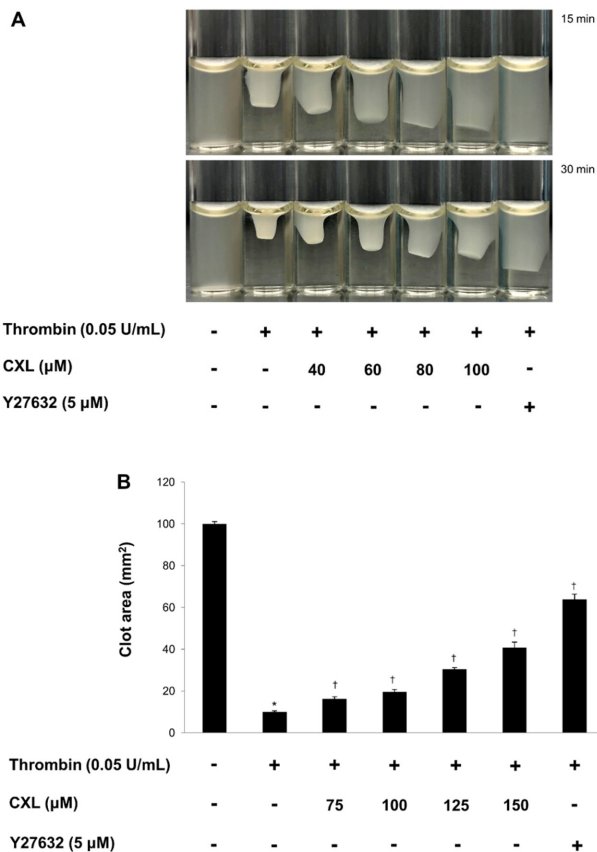 A
15 min
30 min
Thrombin (0.05 U/mL) - + + + + + +
CXL (µM) - - 40 60 80 100 -
Y27632 (5 µM) - - - - - - +
B
Clot area (mm²)
120
100
80
60
40
20
0
* † † † † †
Thrombin (0.05 U/mL) - + + + + + +
CXL (µM) - - 75 100 125 150 -
Y27632 (5 µM) - - - - - - +